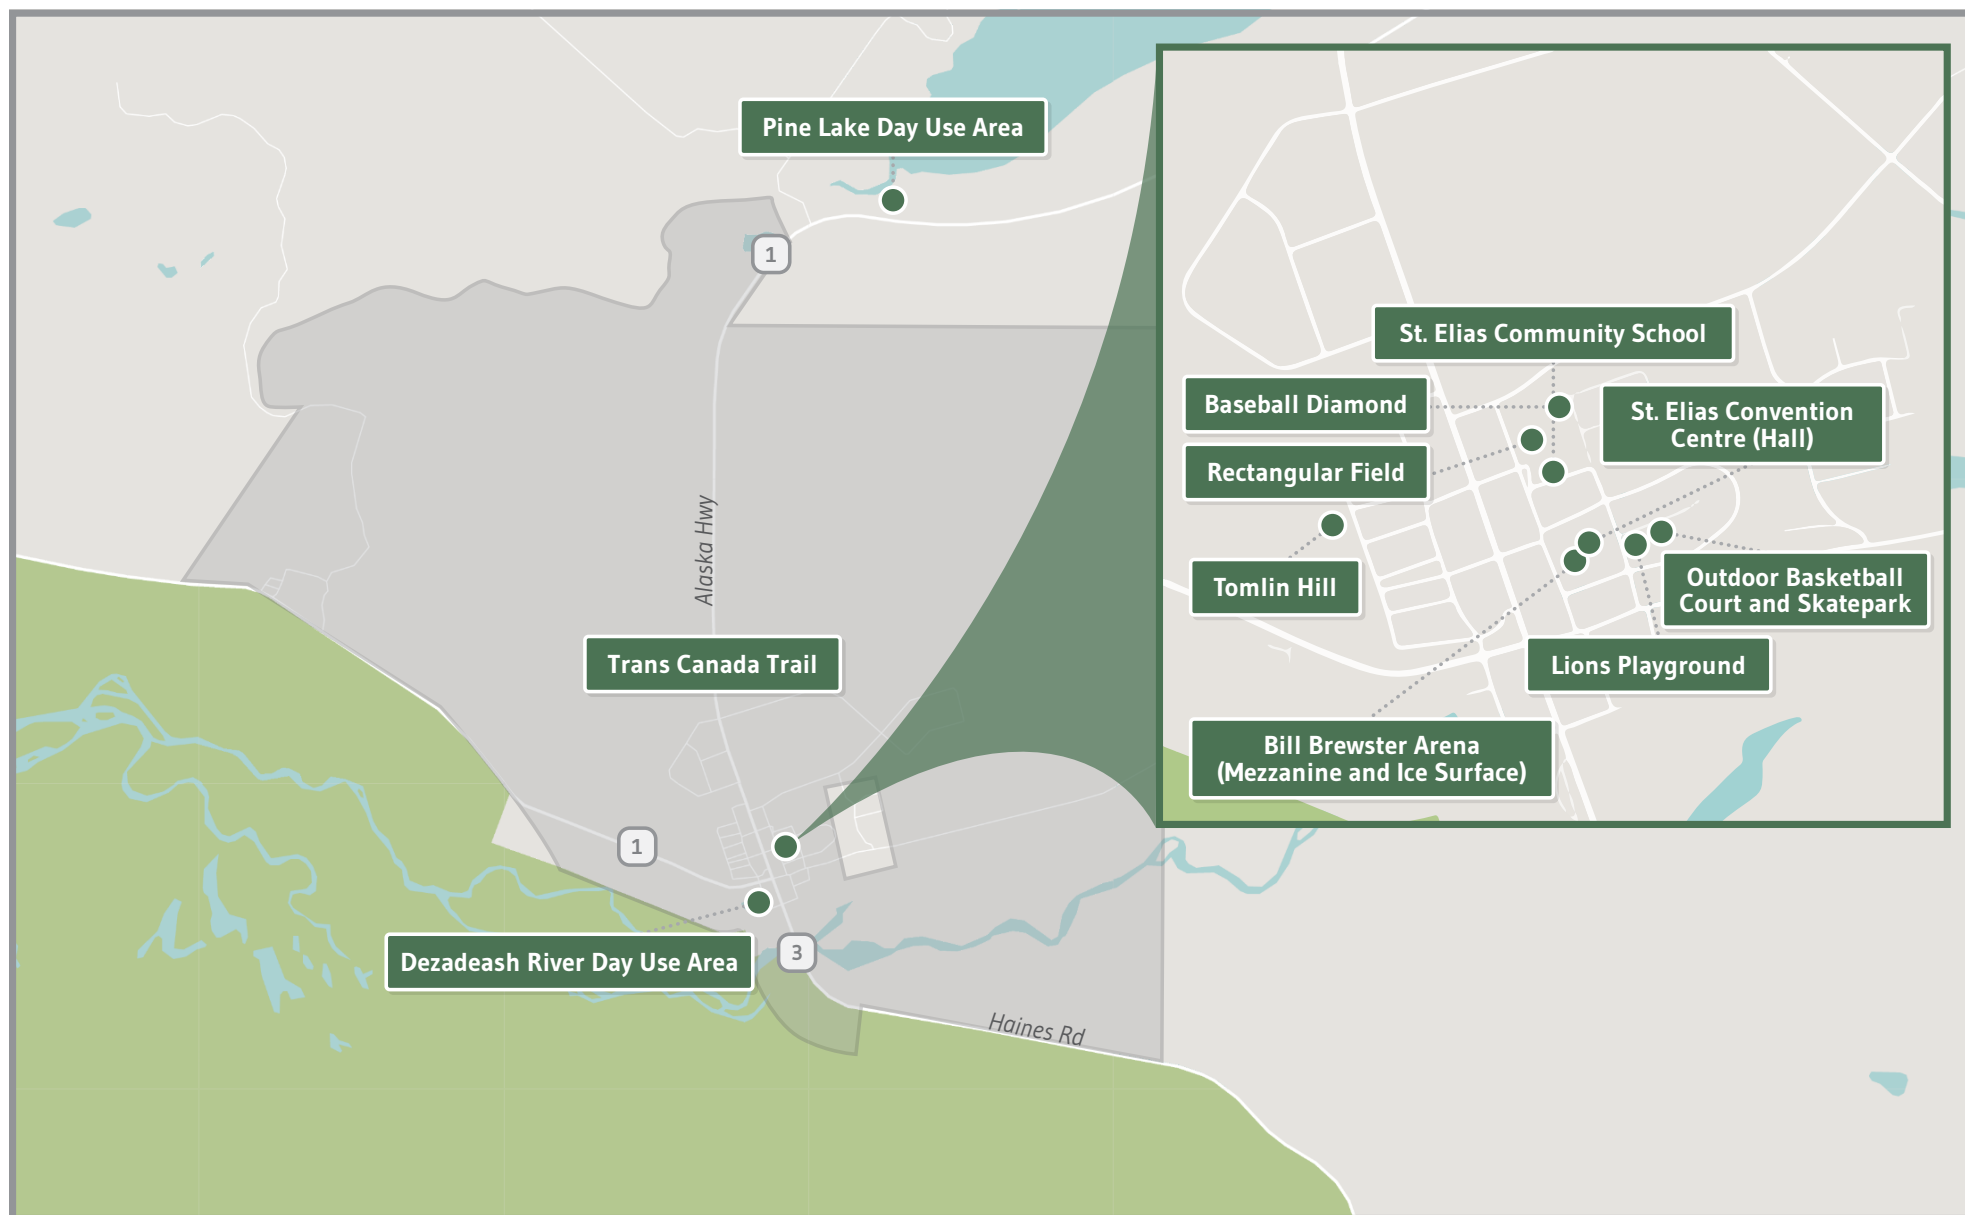 Pine Lake Day Use Area
1
Alaska Hwy
Trans Canada Trail
1
Dezadeash River Day Use Area
3
Haines Rd
St. Elias Community School
Baseball Diamond
St. Elias Convention
Centre (Hall)
Rectangular Field
Tomlin Hill
Outdoor Basketball
Court and Skatepark
Lions Playground
Bill Brewster Arena
(Mezzanine and Ice Surface)